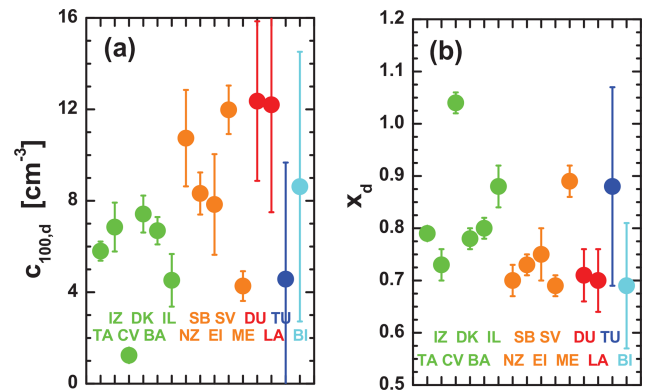 (a)
16
12
8
4
0
c100,d [cm-3]
IZ DK IL SB SV DU TU
TA CV BA NZ EI ME LA BI
(b)
1.2
1.1
1.0
0.9
0.8
0.7
0.6
0.5
xd
IZ DK IL SB SV DU TU
TA CV BA NZ EI ME LA BI